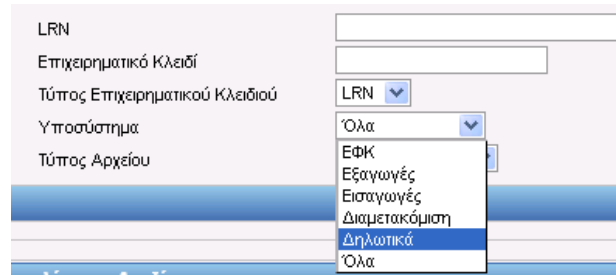 LRN
Επιχειρηματικό Κλειδί
Τύπος Επιχειρηματικού Κλειδιού LRN
Υποσύστημα Όλα
Τύπος Αρχείου
ΕΦΚ
Εξαγωγές
Εισαγωγές
Διαμετακόμιση
Δηλωτικά
Όλα